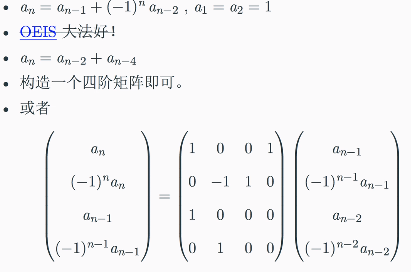 a_n = a_{n-1} + (-1)^n a_{n-2} , a_1 = a_2 = 1
OEIS 大法好！
a_n = a_{n-2} + a_{n-4}
构造一个四阶矩阵即可。
或者
\begin{pmatrix} a_n \\ (-1)^n a_n \\ a_{n-1} \\ (-1)^{n-1} a_{n-1} \end{pmatrix} = \begin{pmatrix} 1 & 0 & 0 & 1 \\ 0 & -1 & 1 & 0 \\ 1 & 0 & 0 & 0 \\ 0 & 1 & 0 & 0 \end{pmatrix} \begin{pmatrix} a_{n-1} \\ (-1)^{n-1} a_{n-1} \\ a_{n-2} \\ (-1)^{n-2} a_{n-2} \end{pmatrix}